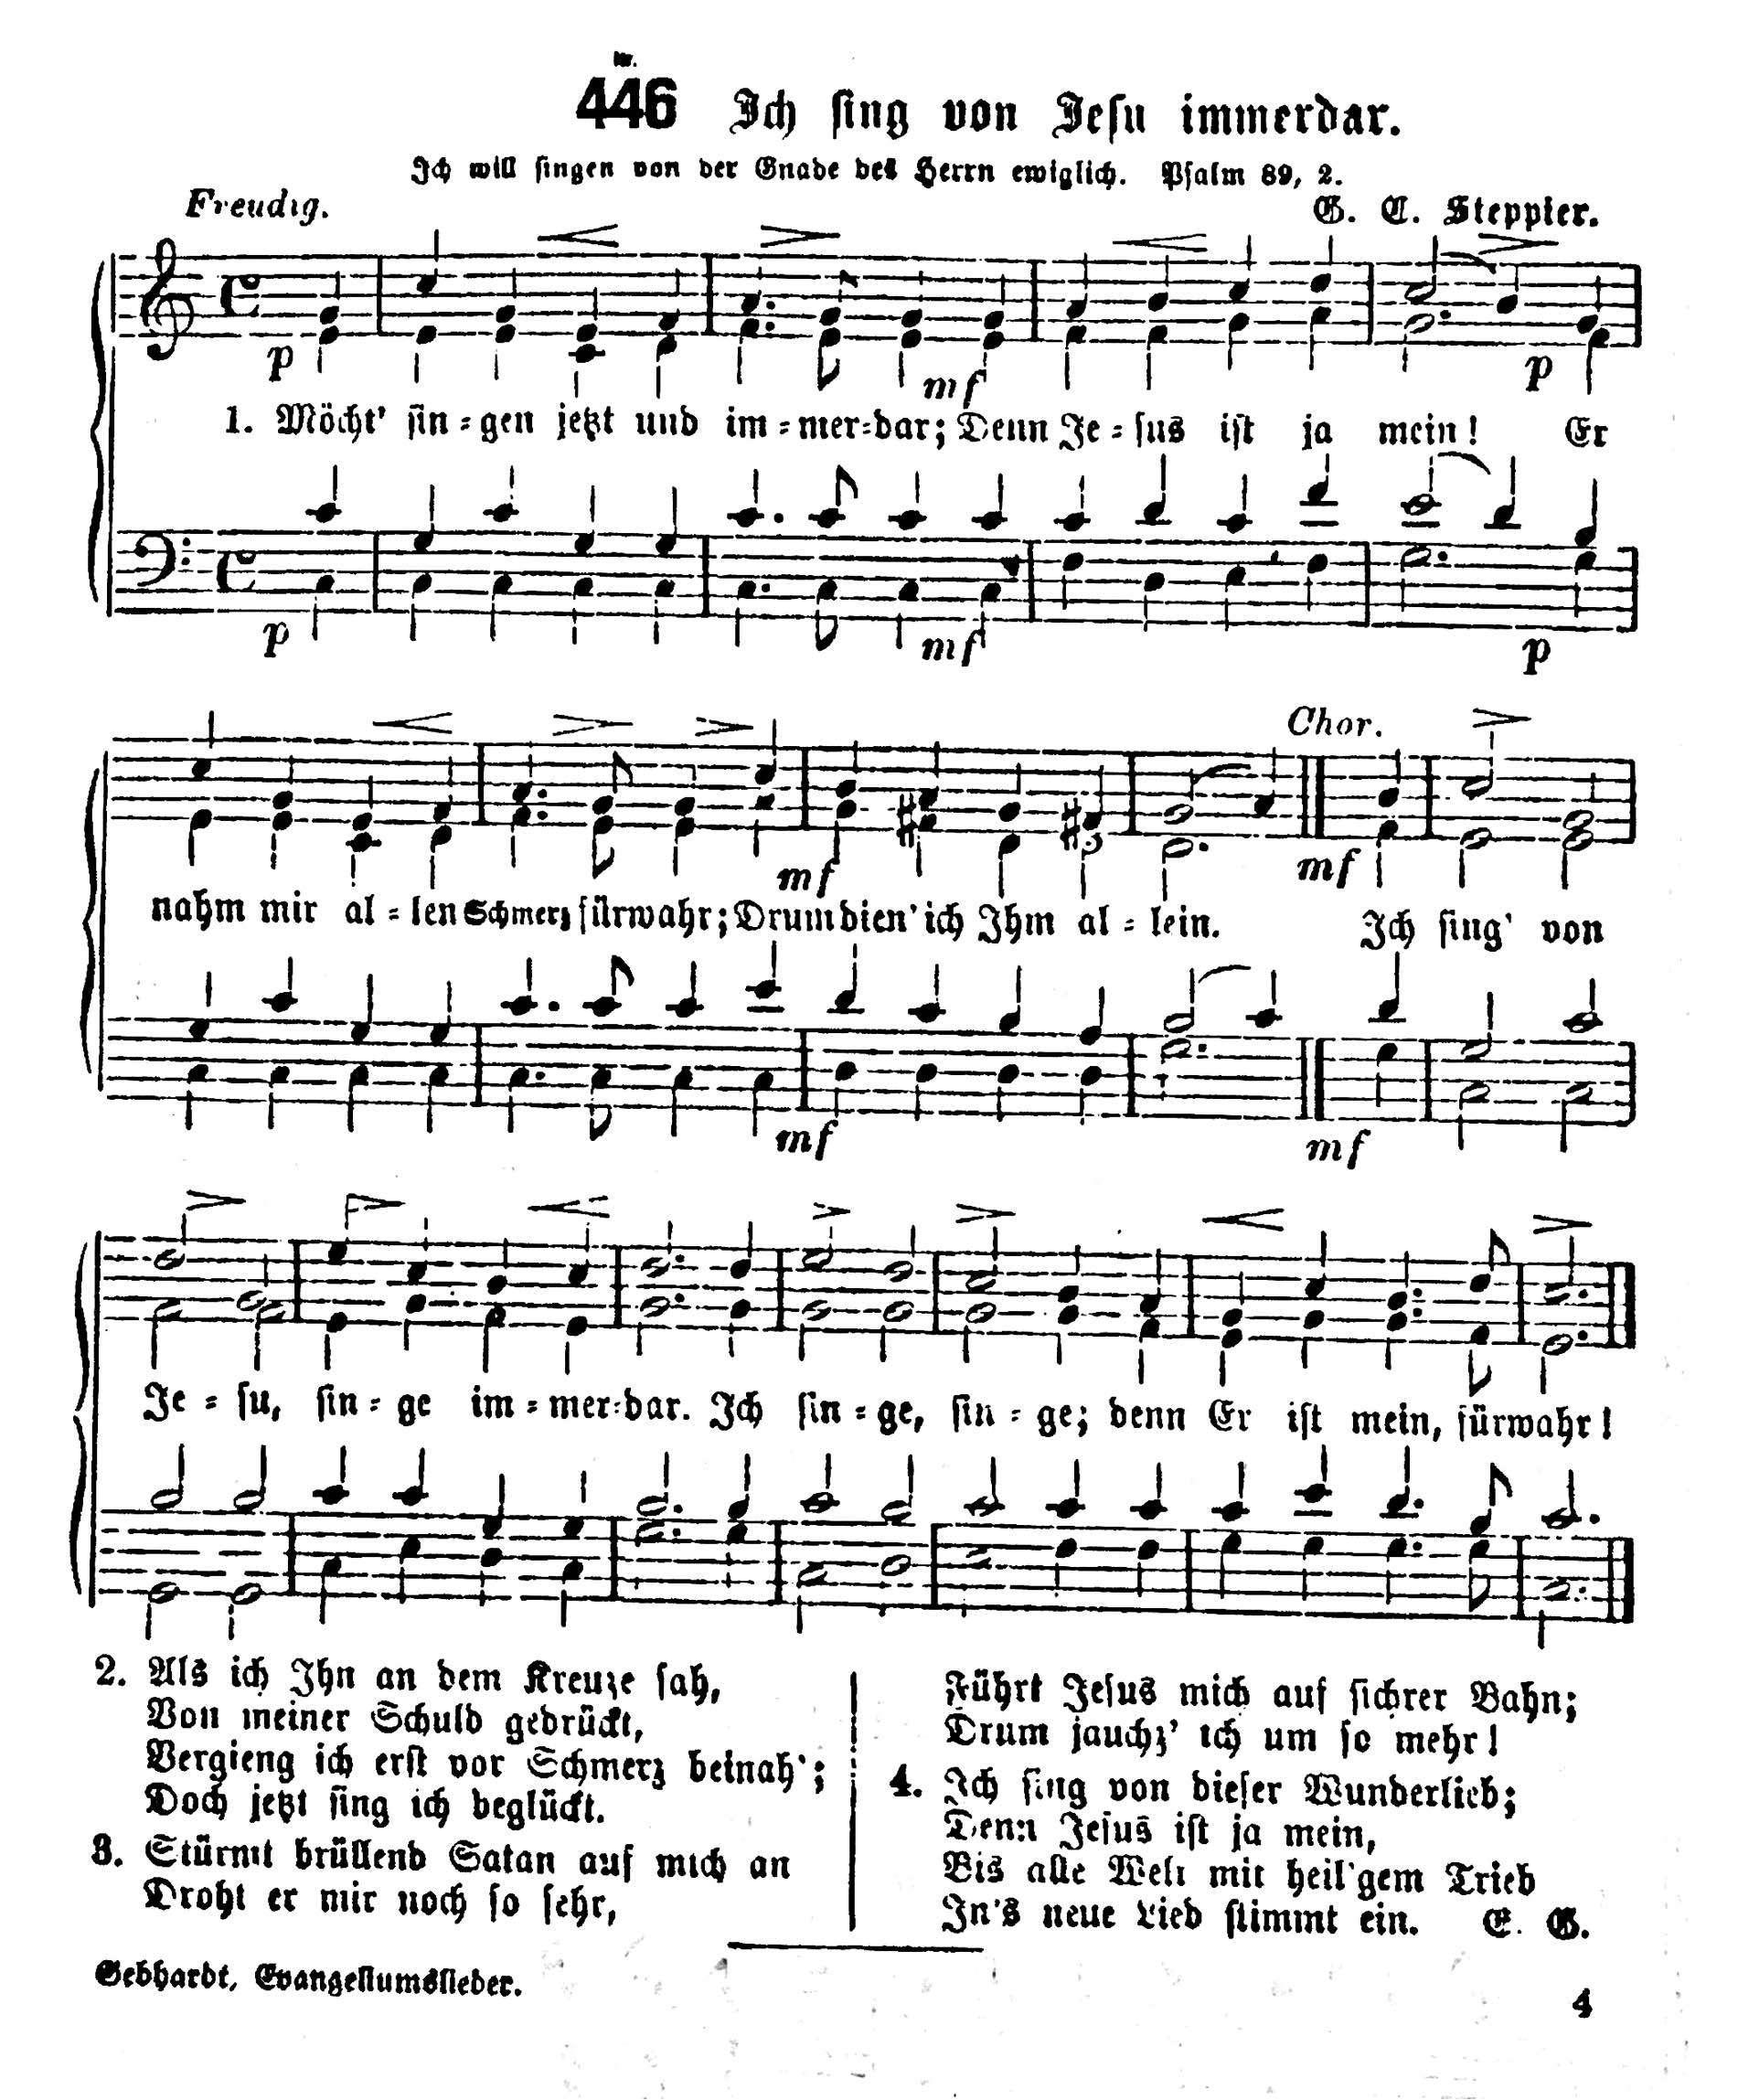 446 Ich sing von Jesu immerdar.
Ich will singen von der Gnade des Herrn ewiglich. Psalm 89, 2.
Freudig.
G. C.
p
mf
p
1. Möcht' sin-gen jetzt und im-mer-dar; Denn Je-sus ist ja mein! Er
p
mf
p
Chor.
mf
mf
nahm mir al-len Schmerz fürwahr; Drum dien' ich Ihm al-lein. Ich sing' von
mf
mf
Je-su, sin-ge im-mer-dar. Ich sin-ge, sin-ge; denn Er ist mein, fürwahr!
2. Als ich Ihn an dem Kreuze sah,
Von meiner Schuld gedrückt,
Vergieng ich erst vor Schmerz beinah';
Doch jetzt sing ich beglückt.
3. Stürmt brüllend Satan auf mich an
Droht er mir noch so sehr,
Führt Jesus mich auf sichrer Bahn;
Drum jauchz' ich um so mehr!
4. Ich sing von dieser Wunderlieb;
Denn Jesus ist ja mein,
Bis alle Welt mit heil'gem Trieb
In's neue Lied stimmt ein. E. G.
Gebhardt, Evangeliumslieder.
4